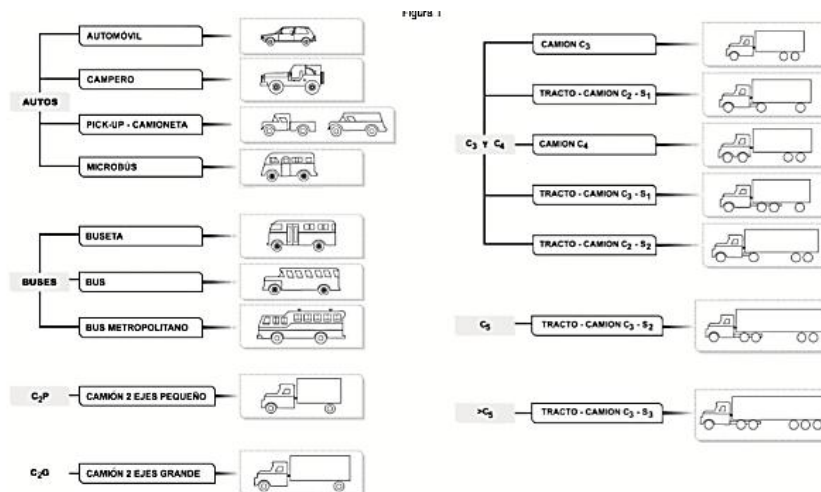 Figura 1
AUTOS
AUTOMÓVIL
CAMPERO
PICK-UP - CAMIONETA
MICROBÚS
BUSES
BUSETA
BUS
BUS METROPOLITANO
C2P
CAMIÓN 2 EJES PEQUEÑO
C2G
CAMIÓN 2 EJES GRANDE
C3 Y C4
CAMION C3
TRACTO - CAMION C2 - S1
CAMION C4
TRACTO - CAMION C3 - S1
TRACTO - CAMION C2 - S2
C5
TRACTO - CAMION C3 - S2
>C5
TRACTO - CAMION C3 - S3